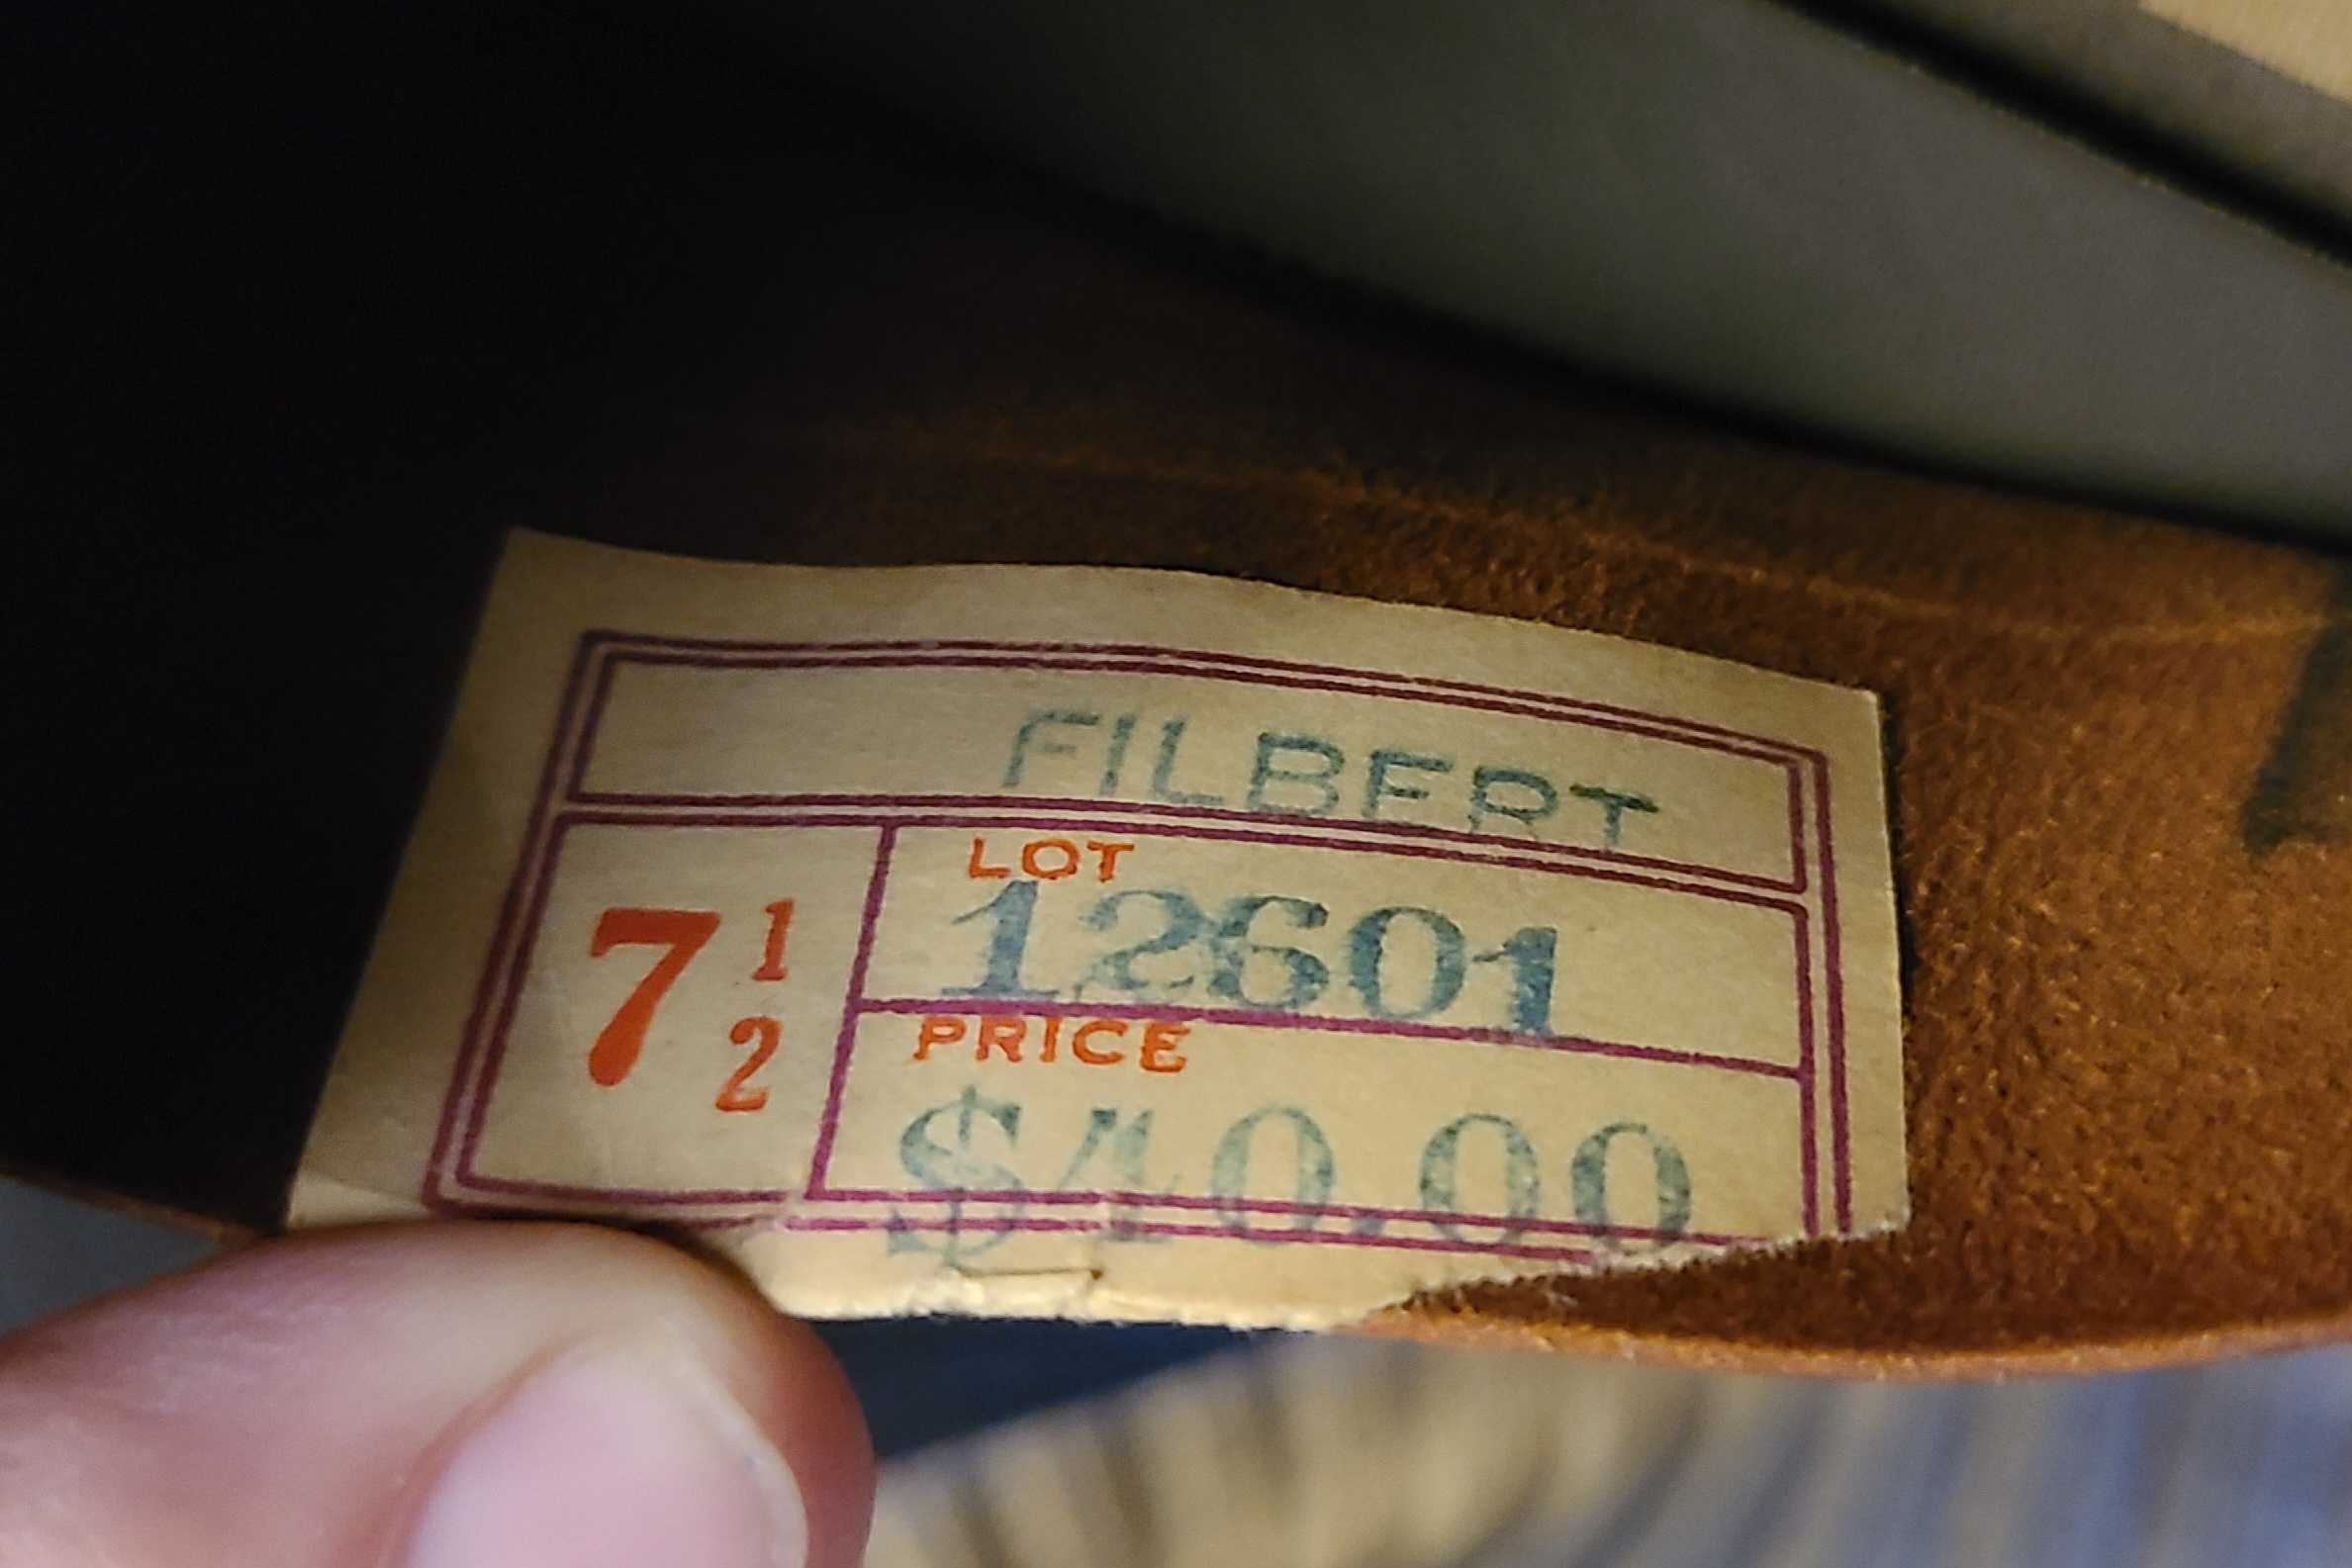 FILBERT
LOT
12601
7 1/2
PRICE
$40.00